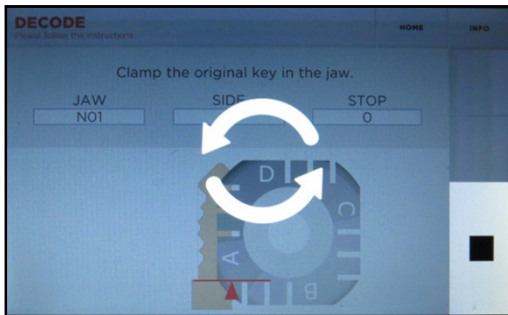 DECODE
Please follow the instructions
HOME
INFO
Clamp the original key in the jaw.
JAW
SIDE
STOP
N01
0
D
C
A
B